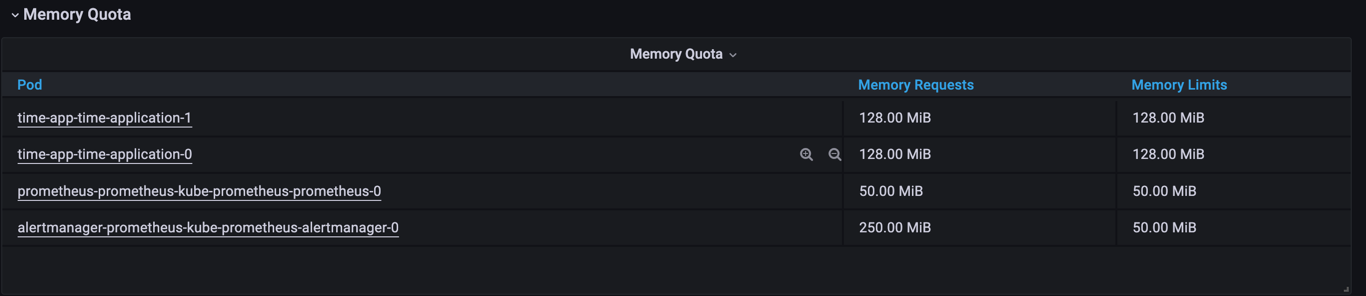 Memory Quota
Memory Quota
Pod Memory Requests Memory Limits
time-app-time-application-1 128.00 MiB 128.00 MiB
time-app-time-application-0 128.00 MiB 128.00 MiB
prometheus-prometheus-kube-prometheus-prometheus-0 50.00 MiB 50.00 MiB
alertmanager-prometheus-kube-prometheus-alertmanager-0 250.00 MiB 50.00 MiB